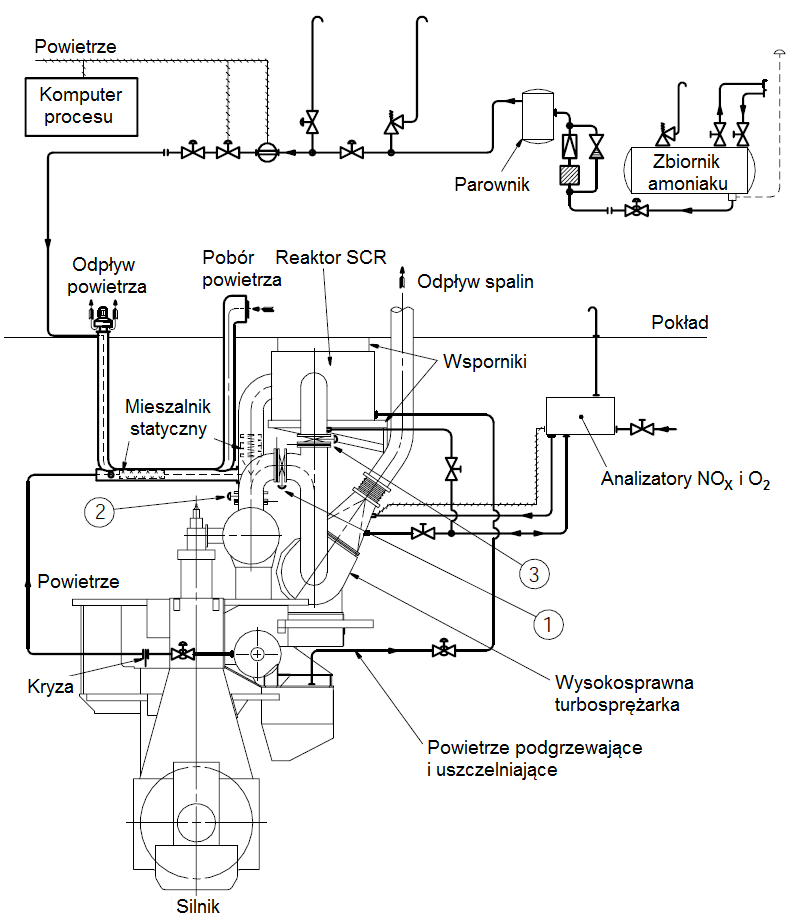 Powietrze
Komputer
procesu
Parownik
Zbiornik
amoniaku
Odpływ
powietrza
Pobór
powietrza
Reaktor SCR
Odpływ spalin
Pokład
Wsporniki
Mieszalnik
statyczny
Analizatory NOX i O2
2
3
1
Powietrze
Kryza
Wysokosprawna
turbosprężarka
Powietrze podgrzewające
i uszczelniające
Silnik